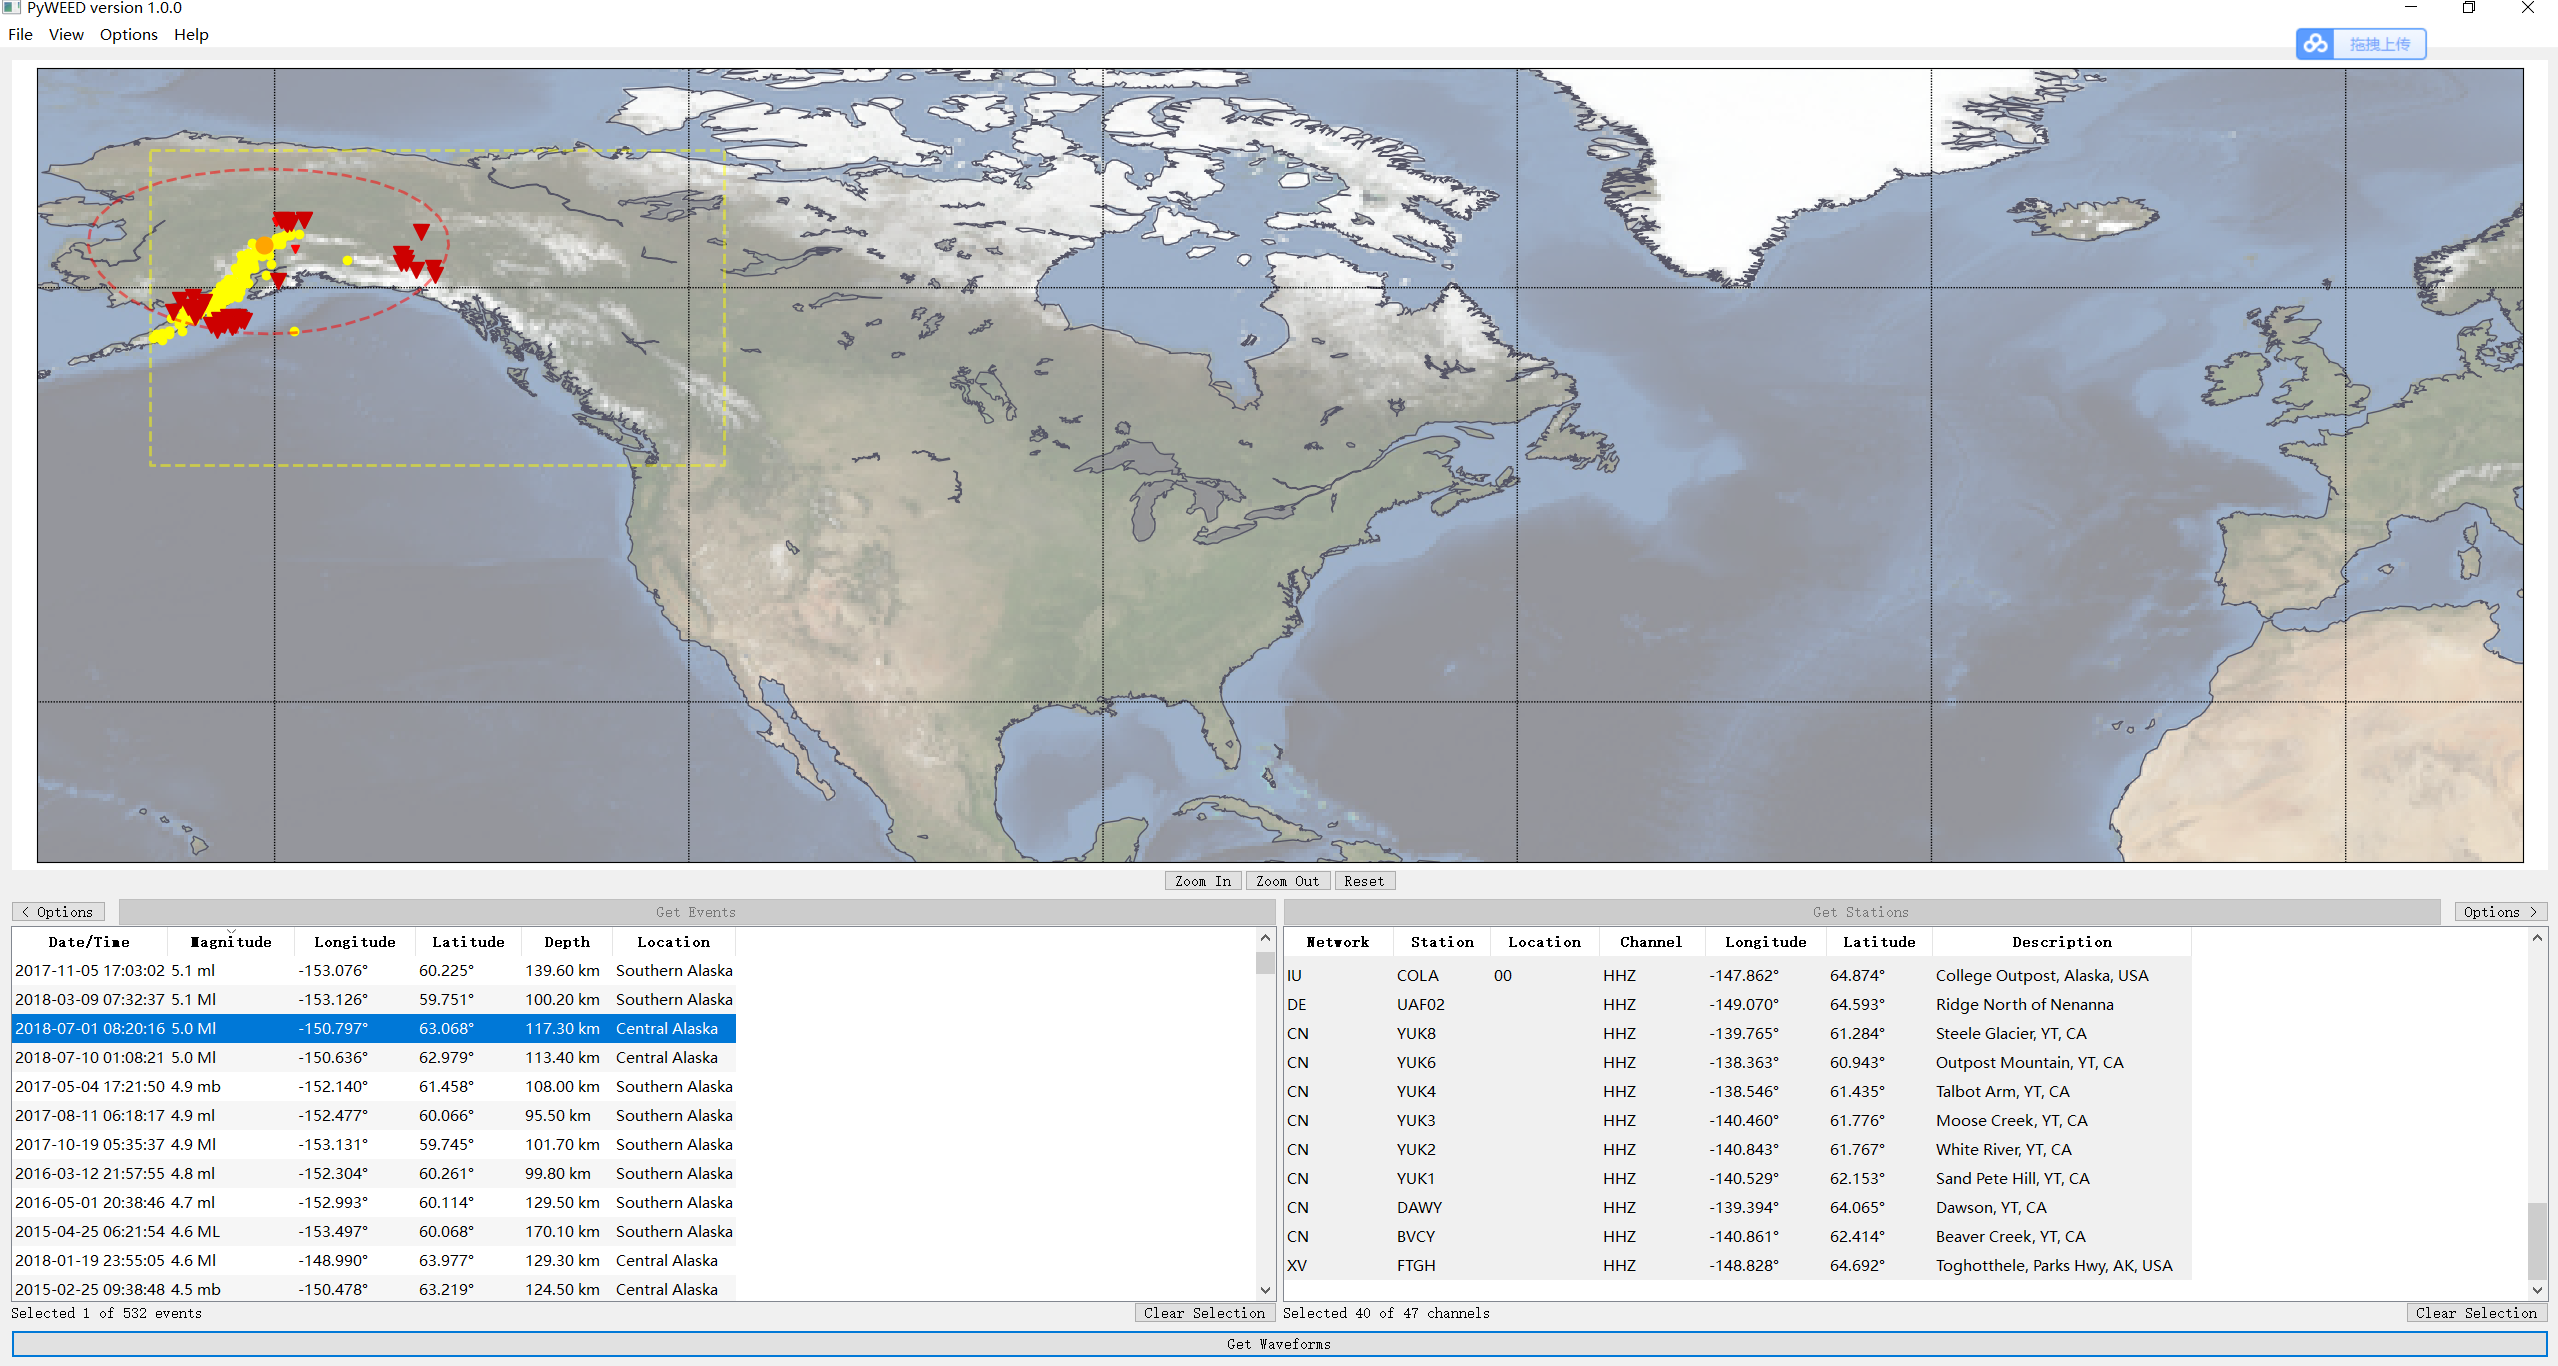 PyWEED version 1.0.0
File View Options Help
拖拽上传
Zoom In Zoom Out Reset
< Options Get Events
Date/Time Magnitude Longitude Latitude Depth Location
2017-11-05 17:03:02 5.1 ml -153.076° 60.225° 139.60 km Southern Alaska
2018-03-09 07:32:37 5.1 Ml -153.126° 59.751° 100.20 km Southern Alaska
2018-07-01 08:20:16 5.0 Ml -150.797° 63.068° 117.30 km Central Alaska
2018-07-10 01:08:21 5.0 Ml -150.636° 62.979° 113.40 km Central Alaska
2017-05-04 17:21:50 4.9 mb -152.140° 61.458° 108.00 km Southern Alaska
2017-08-11 06:18:17 4.9 ml -152.477° 60.066° 95.50 km Southern Alaska
2017-10-19 05:35:37 4.9 Ml -153.131° 59.745° 101.70 km Southern Alaska
2016-03-12 21:57:55 4.8 ml -152.304° 60.261° 99.80 km Southern Alaska
2016-05-01 20:38:46 4.7 ml -152.993° 60.114° 129.50 km Southern Alaska
2015-04-25 06:21:54 4.6 ML -153.497° 60.068° 170.10 km Southern Alaska
2018-01-19 23:55:05 4.6 Ml -148.990° 63.977° 129.30 km Central Alaska
2015-02-25 09:38:48 4.5 mb -150.478° 63.219° 124.50 km Central Alaska
Selected 1 of 532 events Clear Selection
Get Stations Options >
Network Station Location Channel Longitude Latitude Description
IU COLA 00 HHZ -147.862° 64.874° College Outpost, Alaska, USA
DE UAF02 HHZ -149.070° 64.593° Ridge North of Nenanna
CN YUK8 HHZ -139.765° 61.284° Steele Glacier, YT, CA
CN YUK6 HHZ -138.363° 60.943° Outpost Mountain, YT, CA
CN YUK4 HHZ -138.546° 61.435° Talbot Arm, YT, CA
CN YUK3 HHZ -140.460° 61.776° Moose Creek, YT, CA
CN YUK2 HHZ -140.843° 61.767° White River, YT, CA
CN YUK1 HHZ -140.529° 62.153° Sand Pete Hill, YT, CA
CN DAWY HHZ -139.394° 64.065° Dawson, YT, CA
CN BVCY HHZ -140.861° 62.414° Beaver Creek, YT, CA
XV FTGH HHZ -148.828° 64.692° Toghotthele, Parks Hwy, AK, USA
Selected 40 of 47 channels Clear Selection
Get Waveforms